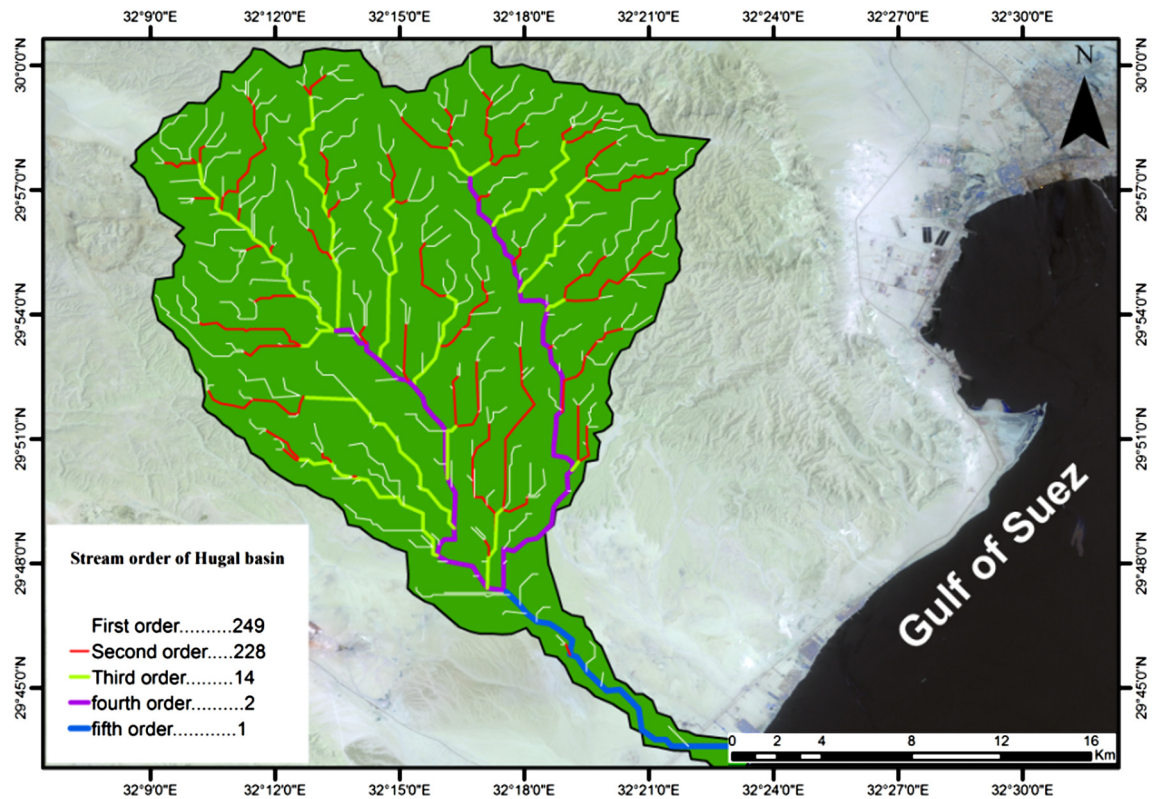 32°9'0"E 32°12'0"E 32°15'0"E 32°18'0"E 32°21'0"E 32°24'0"E 32°27'0"E 32°30'0"E
30°0'0"N 30°0'0"N
N
29°57'0"N 29°57'0"N
29°54'0"N 29°54'0"N
29°51'0"N 29°51'0"N
Gulf of Suez
29°48'0"N 29°48'0"N
Stream order of Hugal basin
First order..........249
Second order.....228
Third order.........14
fourth order..........2
fifth order............1
29°45'0"N 29°45'0"N
0 2 4 8 12 16
Km
32°9'0"E 32°12'0"E 32°15'0"E 32°18'0"E 32°21'0"E 32°24'0"E 32°27'0"E 32°30'0"E